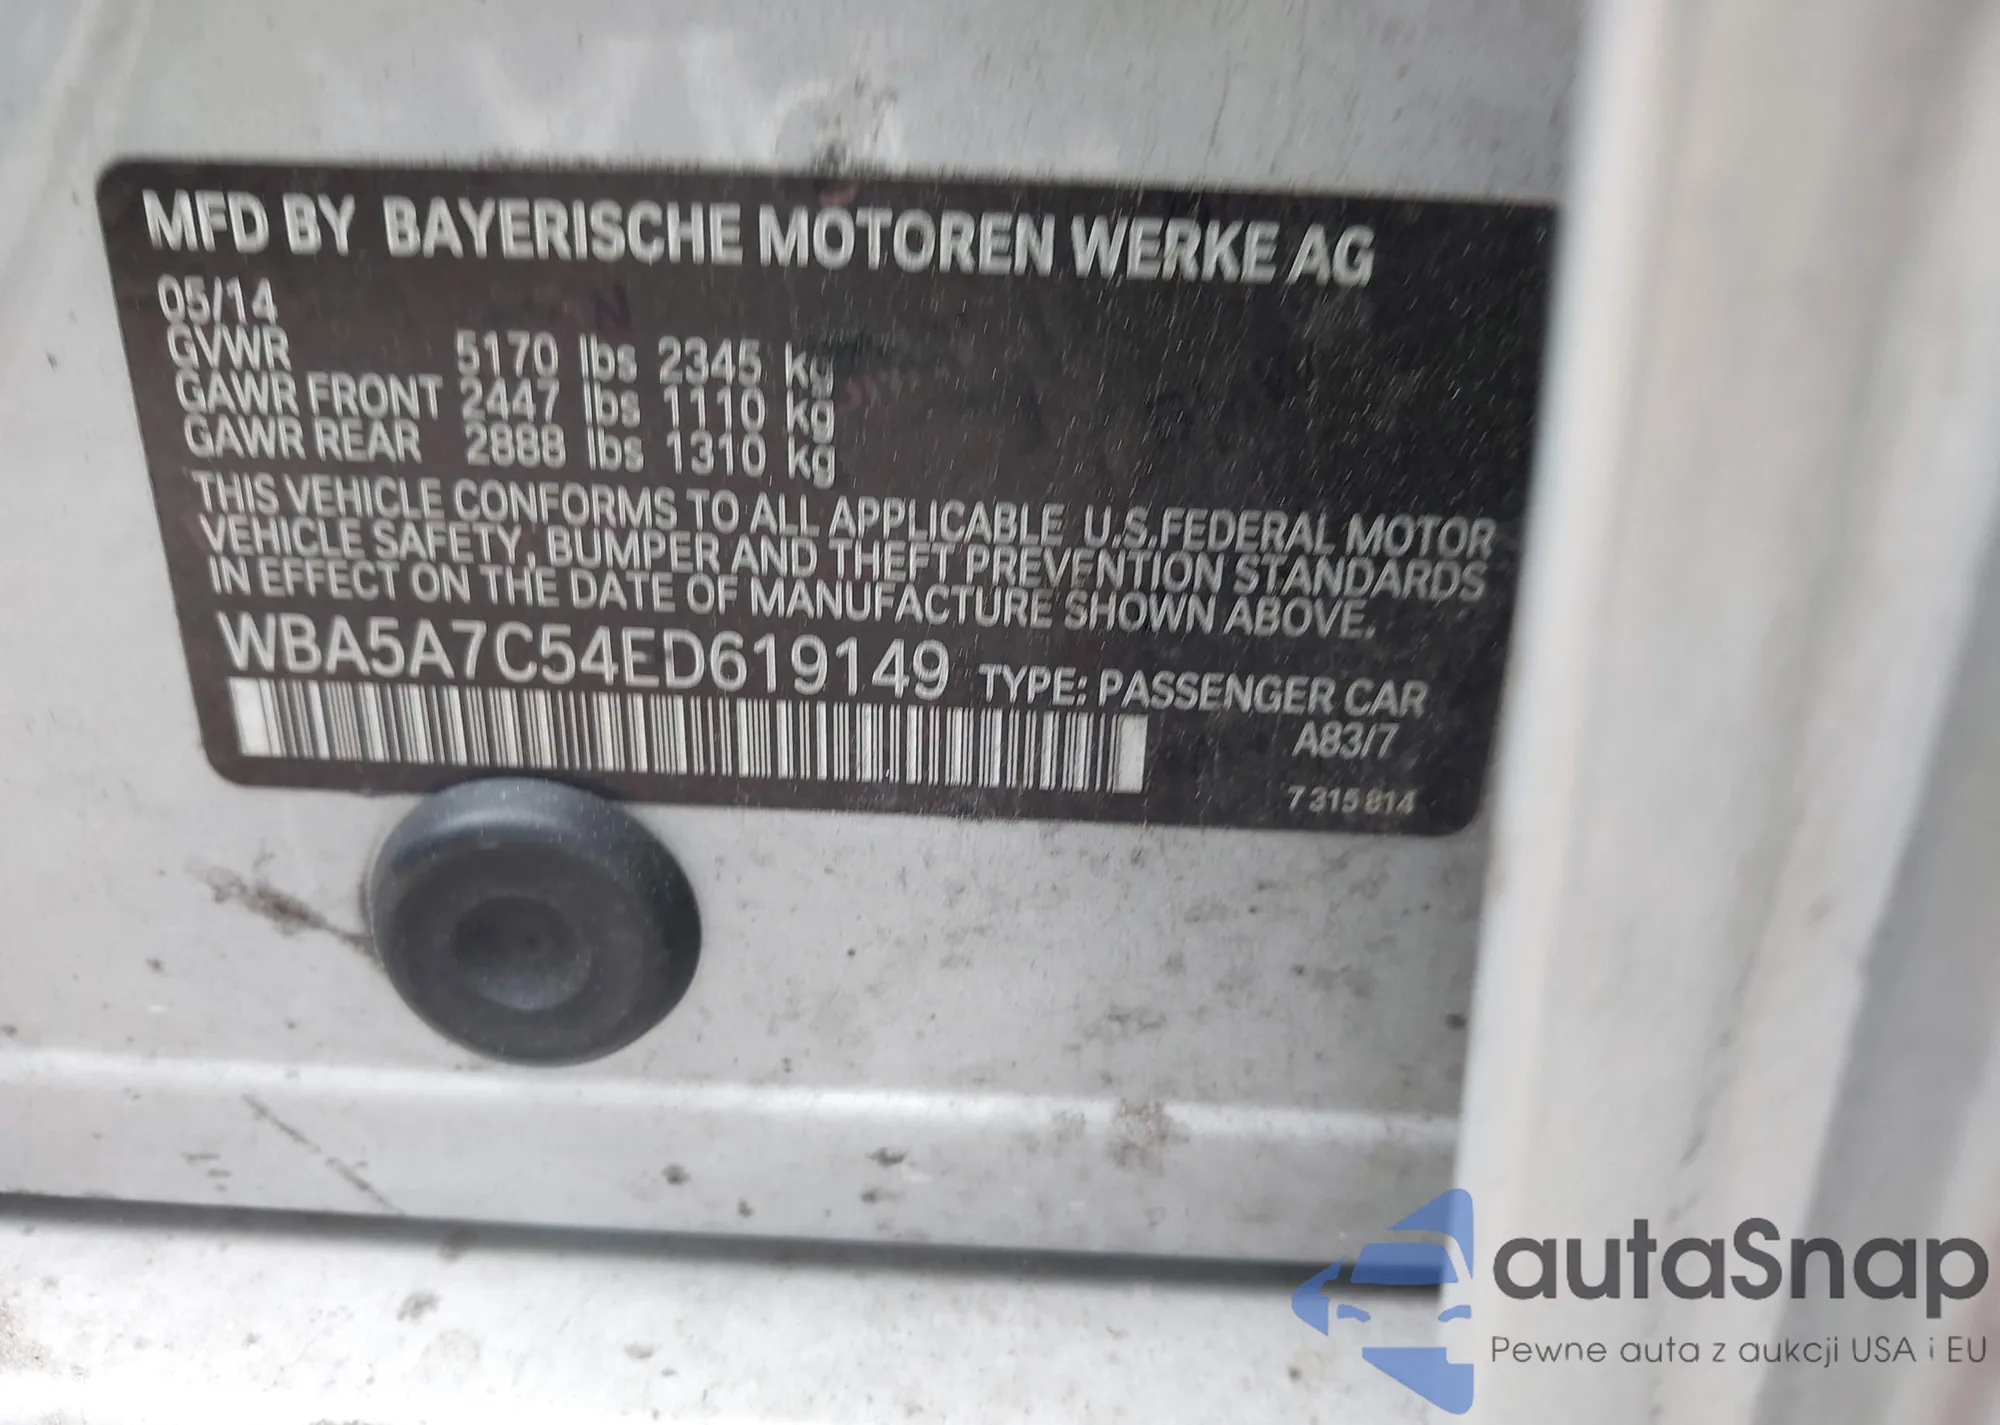 MFD BY BAYERISCHE MOTOREN WERKE AG
05/14
GVWR 5170 lbs 2345 kg
GAWR FRONT 2447 lbs 1110 kg
GAWR REAR 2888 lbs 1310 kg
THIS VEHICLE CONFORMS TO ALL APPLICABLE U.S.FEDERAL MOTOR
VEHICLE SAFETY, BUMPER AND THEFT PREVENTION STANDARDS
IN EFFECT ON THE DATE OF MANUFACTURE SHOWN ABOVE.
WBA5A7C54ED619149 TYPE: PASSENGER CAR
A83/7
7 315 814
autaSnap
Pewne auta z aukcji USA i EU